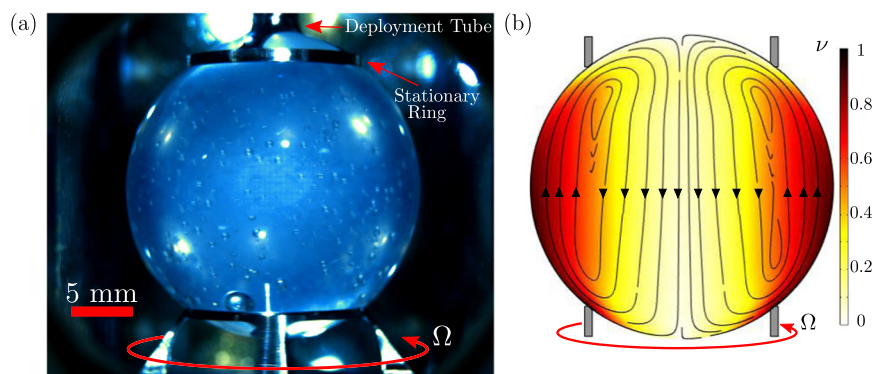 (a)
Deployment Tube
Stationary
Ring
5 mm
Ω
(b)
ν
1
0.8
0.6
0.4
0.2
0
Ω